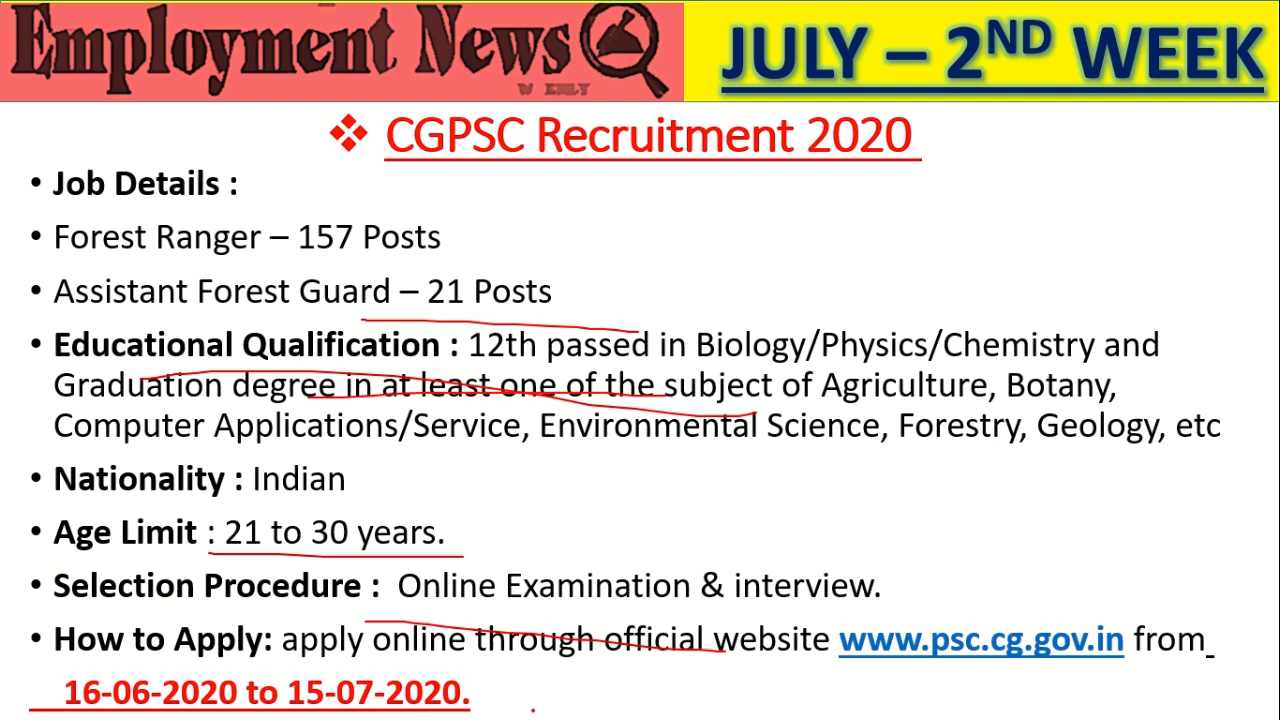 Employment News
WEEKLY
JULY – 2ND WEEK
❖ CGPSC Recruitment 2020
• Job Details :
• Forest Ranger – 157 Posts
• Assistant Forest Guard – 21 Posts
• Educational Qualification : 12th passed in Biology/Physics/Chemistry and
Graduation degree in at least one of the subject of Agriculture, Botany,
Computer Applications/Service, Environmental Science, Forestry, Geology, etc
• Nationality : Indian
• Age Limit : 21 to 30 years.
• Selection Procedure : Online Examination & interview.
• How to Apply: apply online through official website www.psc.cg.gov.in from
16-06-2020 to 15-07-2020.